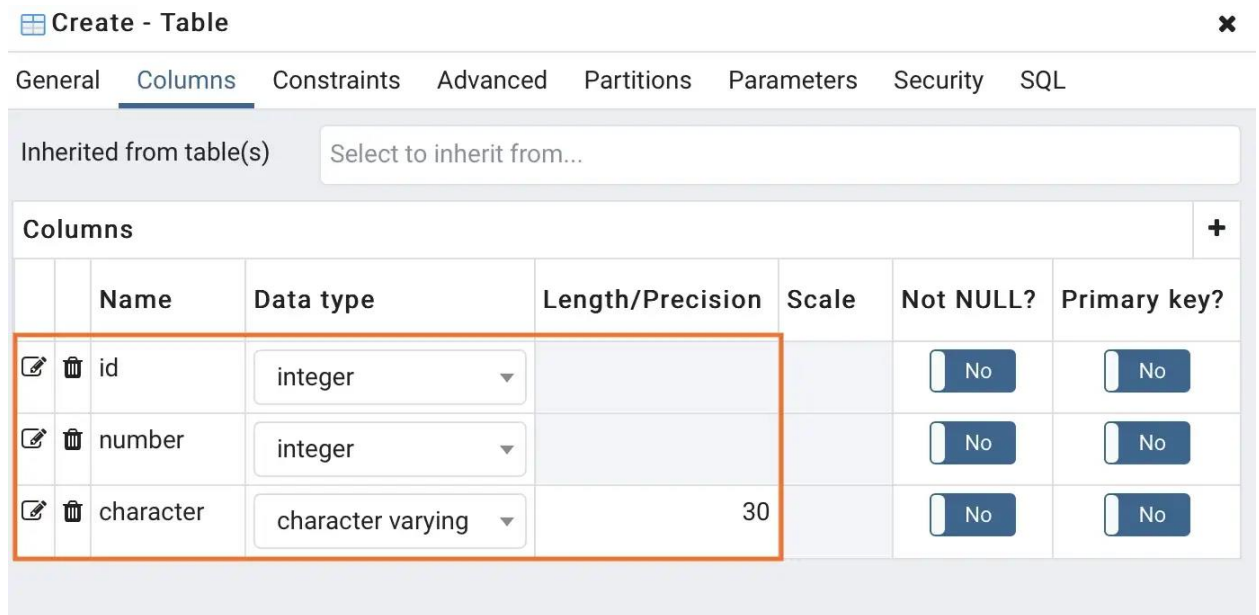 Create - Table
General Columns Constraints Advanced Partitions Parameters Security SQL
Inherited from table(s) Select to inherit from...
Columns
Name Data type Length/Precision Scale Not NULL? Primary key?
id integer No No
number integer No No
character character varying 30 No No